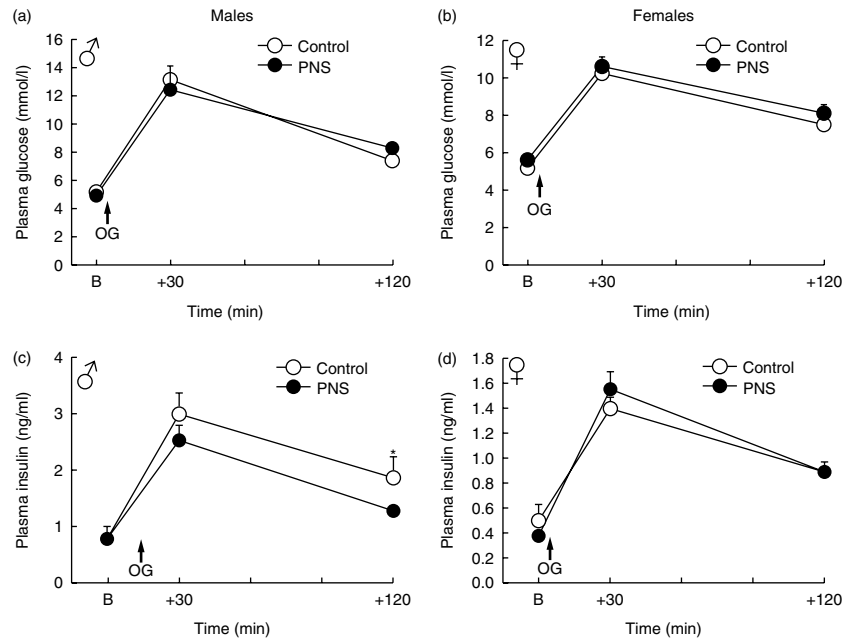 (a)
Males
♂
Control
PNS
Plasma glucose (mmol/l)
16
14
12
10
8
6
4
2
0
OG
B
+30
+120
Time (min)
(b)
Females
♀
Control
PNS
Plasma glucose (mmol/l)
12
10
8
6
4
2
0
OG
B
+30
+120
Time (min)
(c)
♂
Control
PNS
Plasma insulin (ng/ml)
4
3
2
1
0
*
OG
B
+30
+120
Time (min)
(d)
♀
Control
PNS
Plasma insulin (ng/ml)
1.8
1.6
1.4
1.2
1.0
0.8
0.6
0.4
0.2
0.0
OG
B
+30
+120
Time (min)